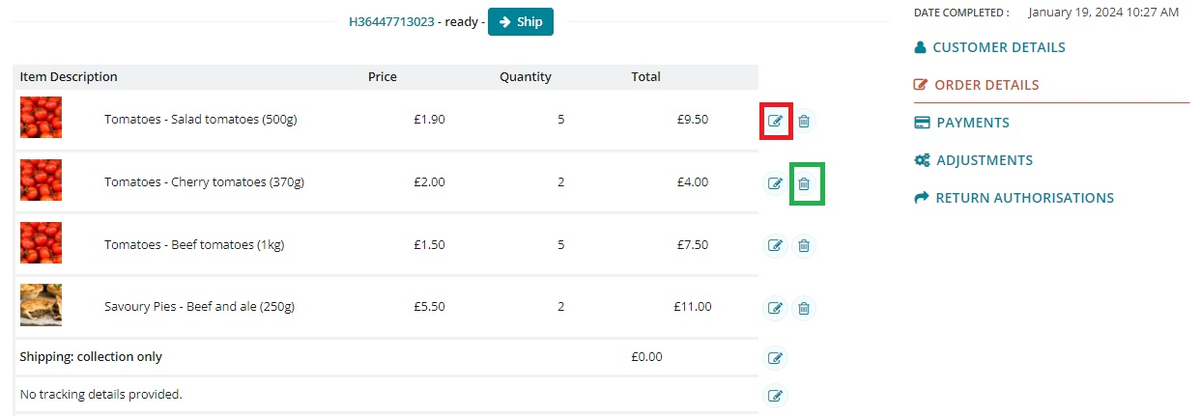 H36447713023 - ready - Ship
DATE COMPLETED : January 19, 2024 10:27 AM
CUSTOMER DETAILS
ORDER DETAILS
PAYMENTS
ADJUSTMENTS
RETURN AUTHORISATIONS
Item Description Price Quantity Total
Tomatoes - Salad tomatoes (500g) £1.90 5 £9.50
Tomatoes - Cherry tomatoes (370g) £2.00 2 £4.00
Tomatoes - Beef tomatoes (1kg) £1.50 5 £7.50
Savoury Pies - Beef and ale (250g) £5.50 2 £11.00
Shipping: collection only £0.00
No tracking details provided.